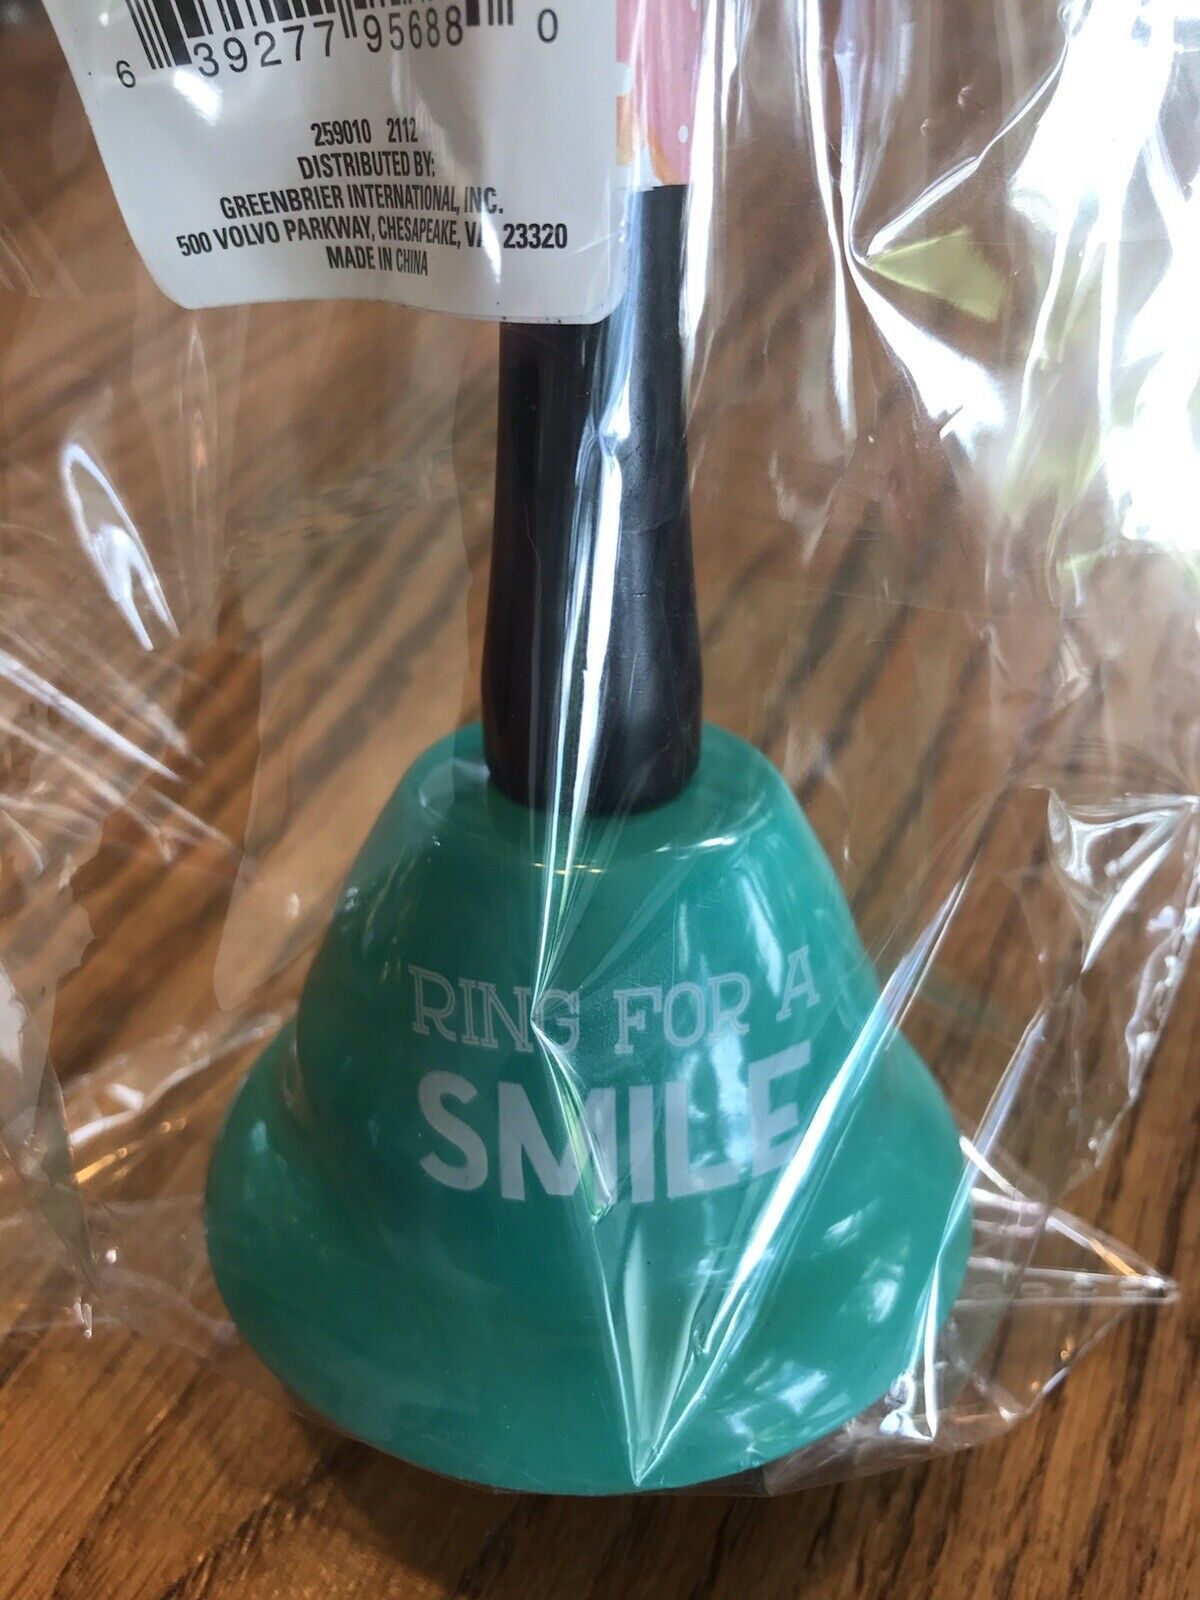 6 39277 95688 0
259010 2112
DISTRIBUTED BY:
GREENBRIER INTERNATIONAL, INC.
500 VOLVO PARKWAY, CHESAPEAKE, VA 23320
MADE IN CHINA
RING FOR A
SMILE